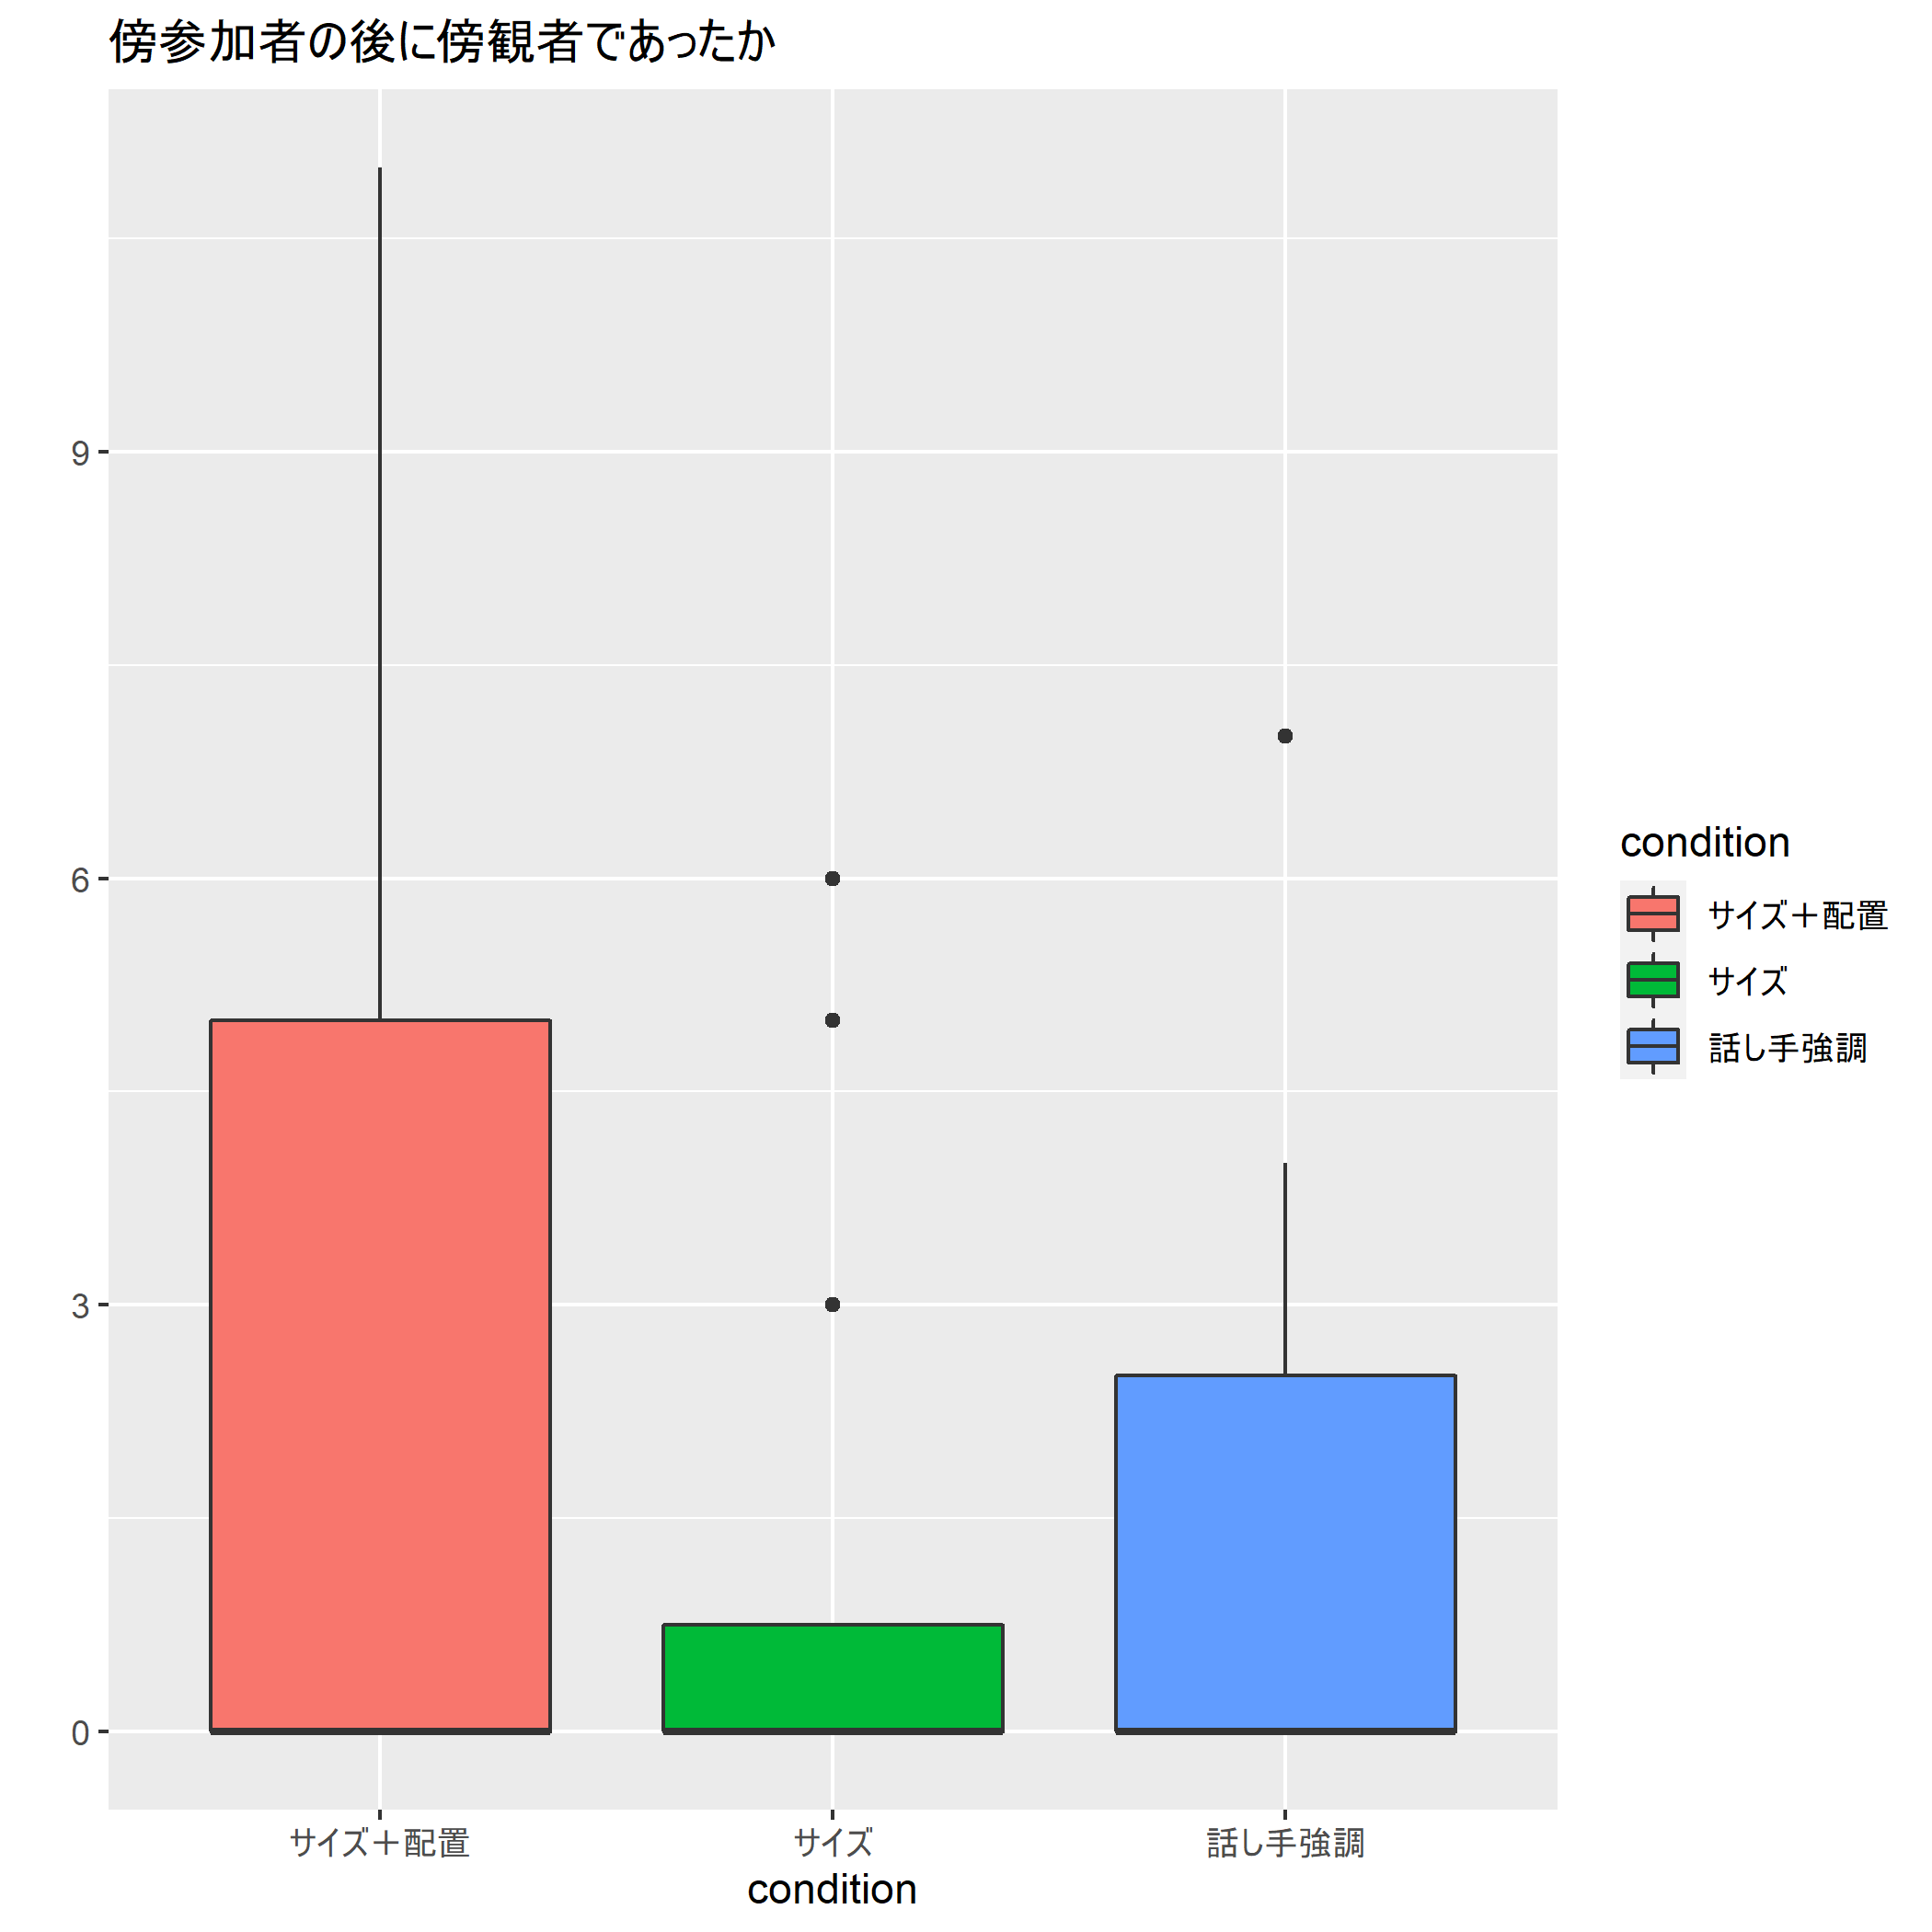 傍参加者の後に傍観者であったか
9
6
3
0
サイズ＋配置
サイズ
話し手強調
condition
condition
サイズ＋配置
サイズ
話し手強調